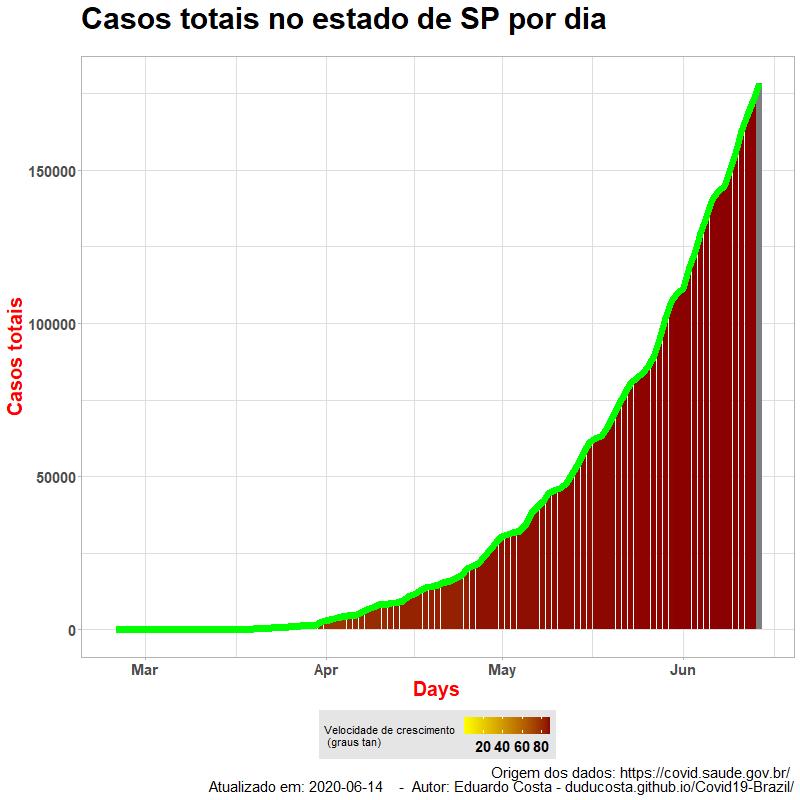 Casos totais no estado de SP por dia
Casos totais
150000
100000
50000
0
Mar Apr May Jun
Days
Velocidade de crescimento
(graus tan)
20 40 60 80
Origem dos dados: https://covid.saude.gov.br/
Atualizado em: 2020-06-14 - Autor: Eduardo Costa - duducosta.github.io/Covid19-Brazil/